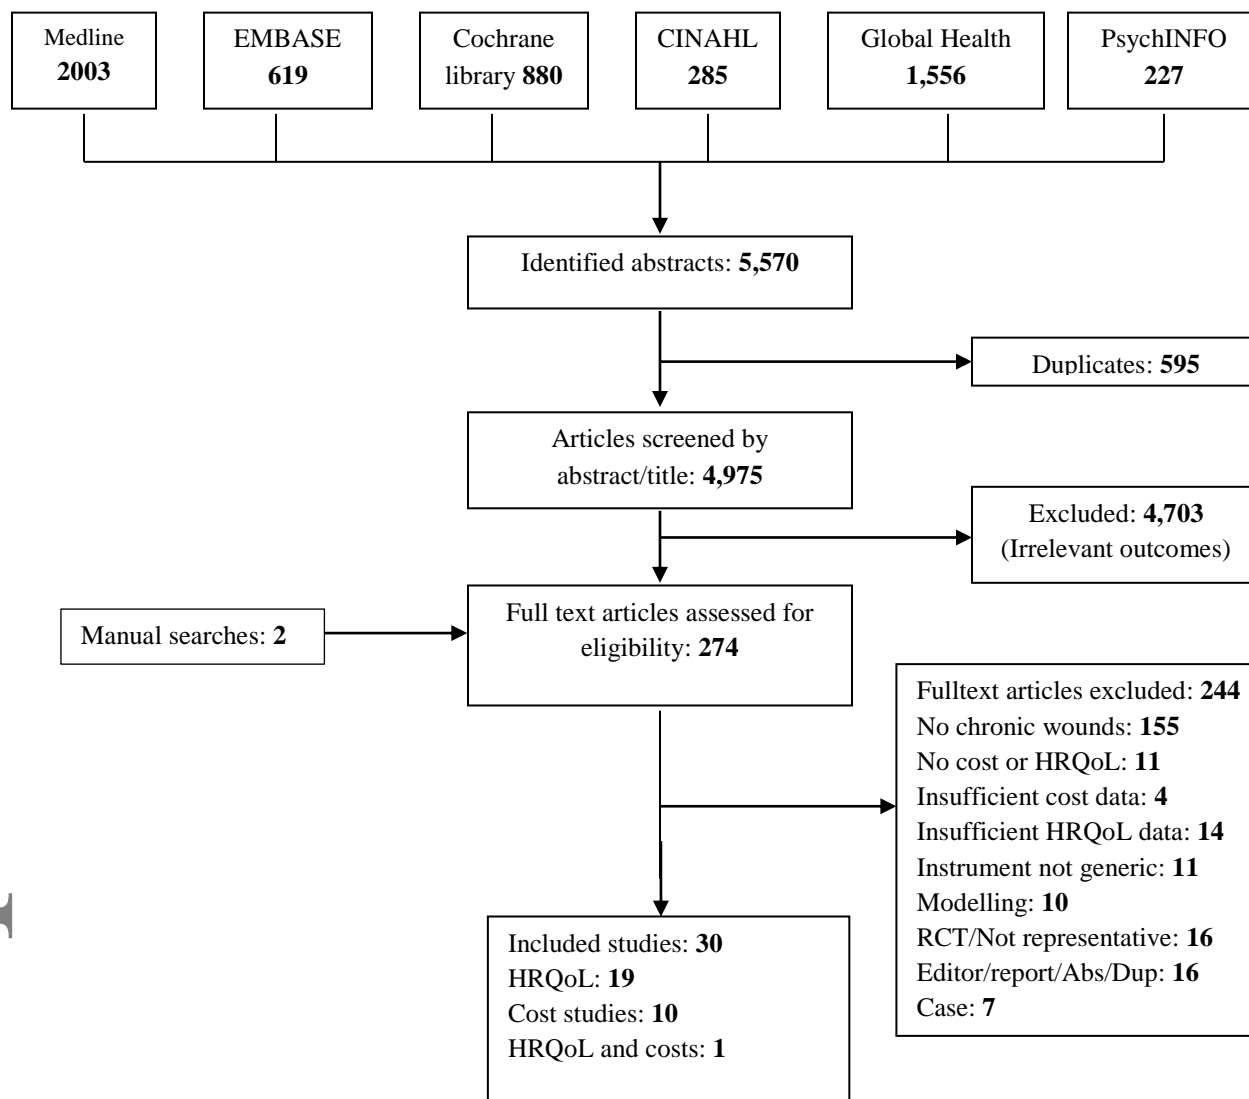 Medline
2003
EMBASE
619
Cochrane
library 880
CINAHL
285
Global Health
1,556
PsychINFO
227
Identified abstracts: 5,570
Duplicates: 595
Articles screened by
abstract/title: 4,975
Excluded: 4,703
(Irrelevant outcomes)
Manual searches: 2
Full text articles assessed for
eligibility: 274
Fulltext articles excluded: 244
No chronic wounds: 155
No cost or HRQoL: 11
Insufficient cost data: 4
Insufficient HRQoL data: 14
Instrument not generic: 11
Modelling: 10
RCT/Not representative: 16
Editor/report/Abs/Dup: 16
Case: 7
Included studies: 30
HRQoL: 19
Cost studies: 10
HRQoL and costs: 1